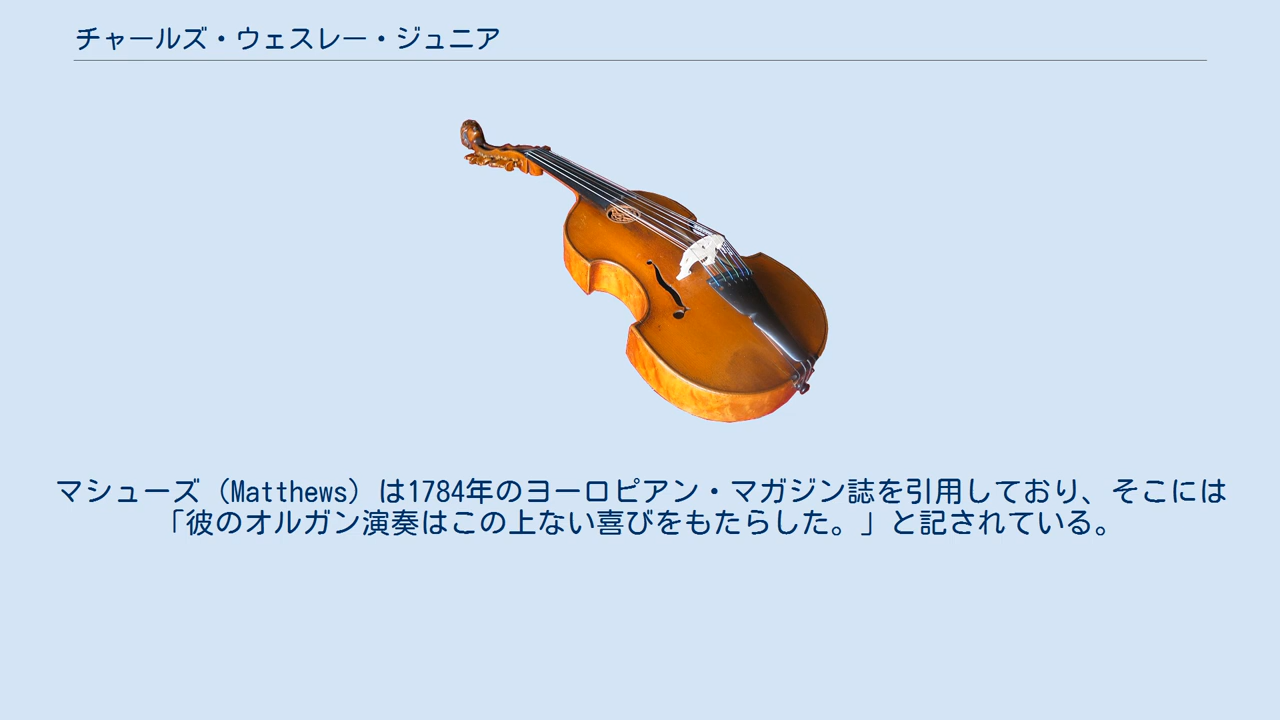 チャールズ・ウェスレー・ジュニア
マシューズ（Matthews）は1784年のヨーロピアン・マガジン誌を引用しており、そこには
「彼のオルガン演奏はこの上ない喜びをもたらした。」と記されている。